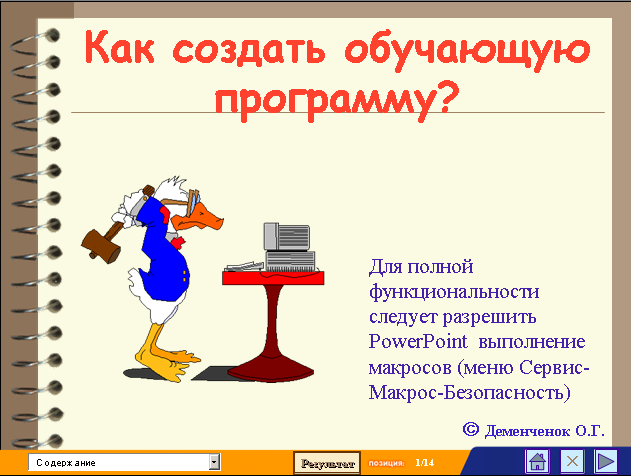 Как создать обучающую
программу?
Для полной
функциональности
следует разрешить
PowerPoint выполнение
макросов (меню Сервис-
Макрос-Безопасность)
© Деменченок О.Г.
Содержание
Результат
позиция: 1/14